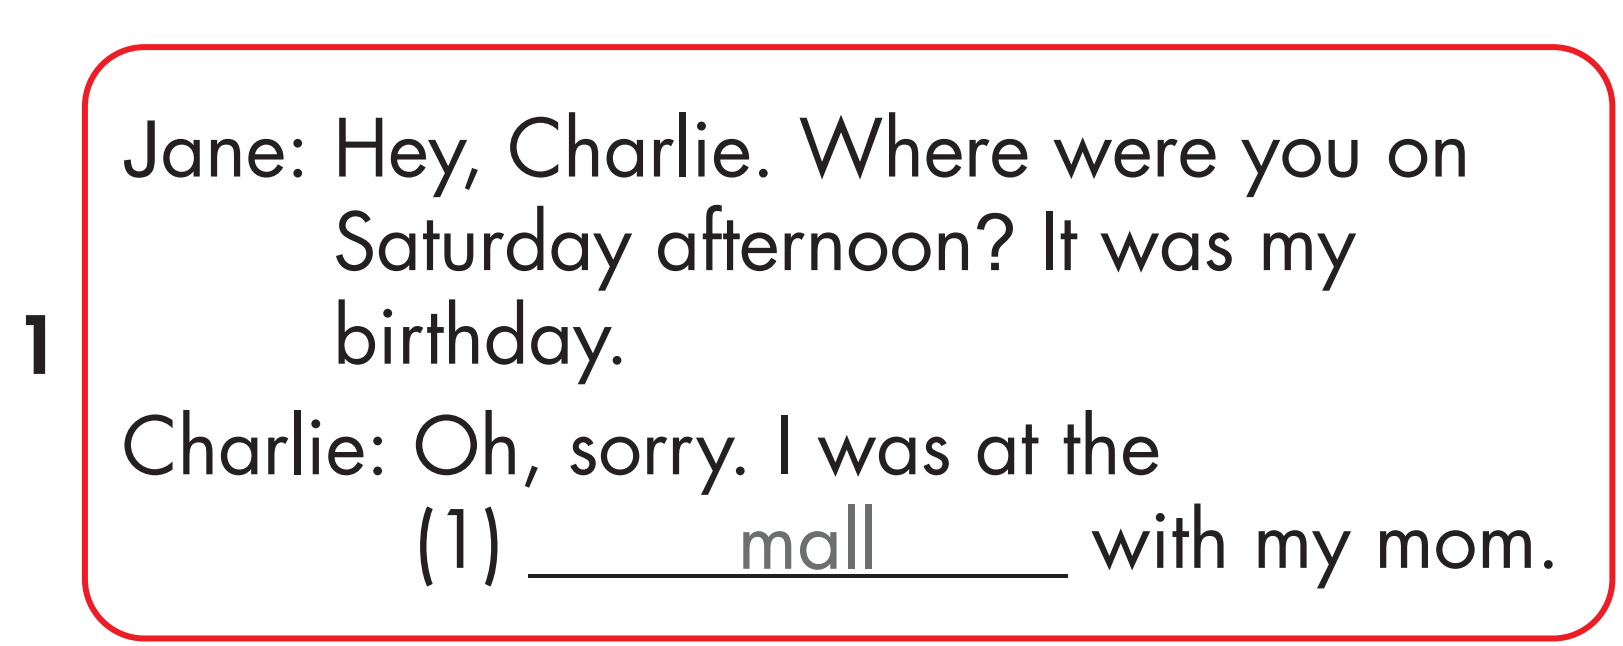 1
Jane: Hey, Charlie. Where were you on
Saturday afternoon? It was my
birthday.
Charlie: Oh, sorry. I was at the
(1) mall with my mom.